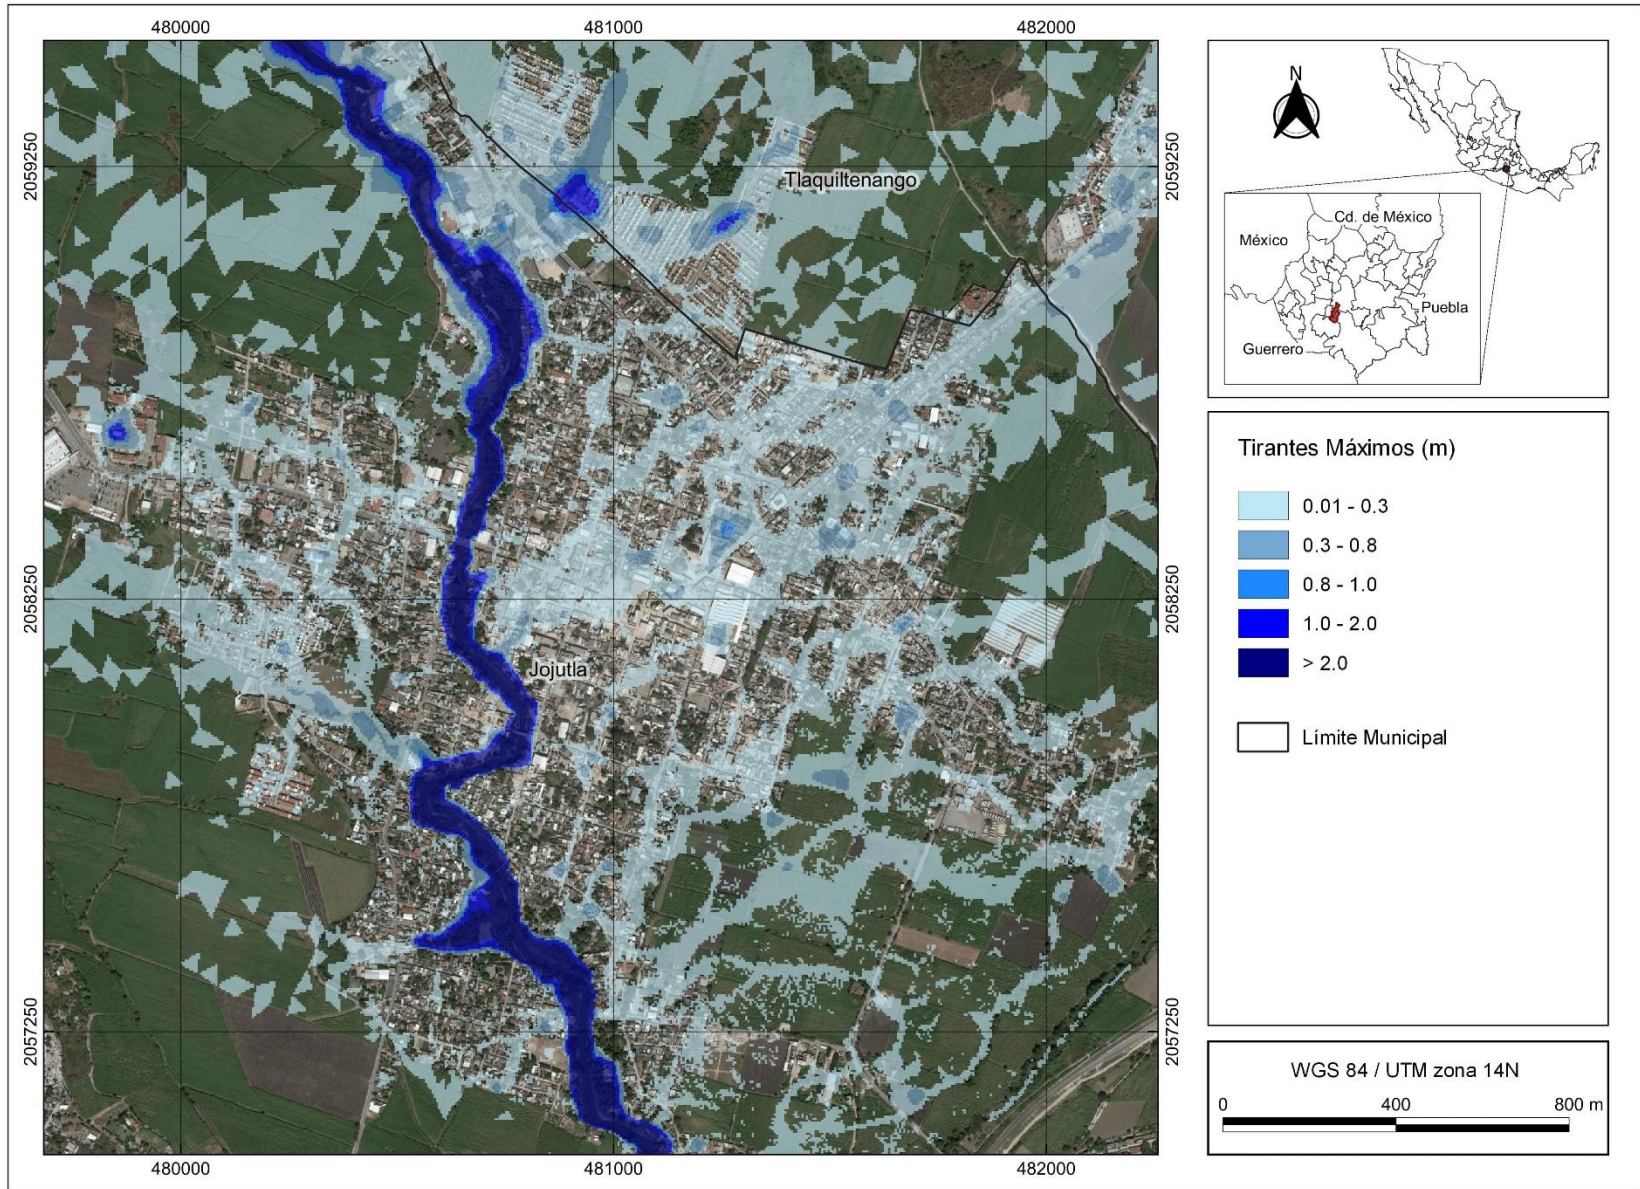 480000
481000
482000
2059250
2059250
Tlaquiltenango
2058250
2058250
Jojutla
2057250
2057250
480000
481000
482000
N
Cd. de México
México
Puebla
Guerrero
Tirantes Máximos (m)
0.01 - 0.3
0.3 - 0.8
0.8 - 1.0
1.0 - 2.0
> 2.0
Límite Municipal
WGS 84 / UTM zona 14N
0
400
800 m